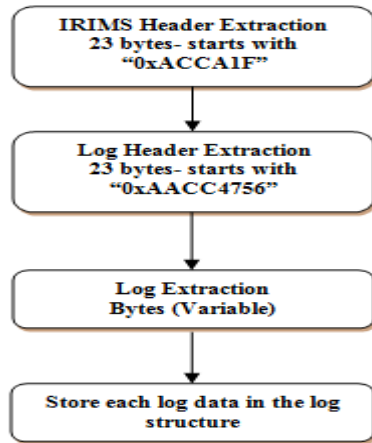 IRIMS Header Extraction
23 bytes- starts with
“0xACCA1F”
Log Header Extraction
23 bytes- starts with
“0xAACC4756”
Log Extraction
Bytes (Variable)
Store each log data in the log
structure